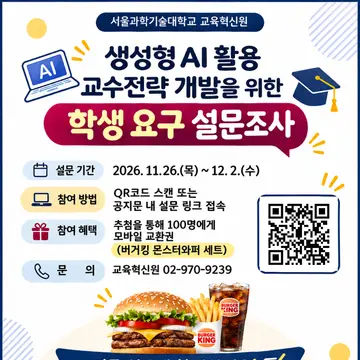 서울과학기술대학교 교육혁신원
AI
생성형 AI 활용
교수전략 개발을 위한
학생 요구 설문조사
설문 기간 2026. 11.26.(목) ~ 12. 2.(수)
참여 방법 QR코드 스캔 또는
공지문 내 설문 링크 접속
참여 혜택 추첨을 통해 100명에게
모바일 교환권
(버거킹 몬스터와퍼 세트)
문 의 교육혁신원 02-970-9239
BURGER KING
BURGER KING